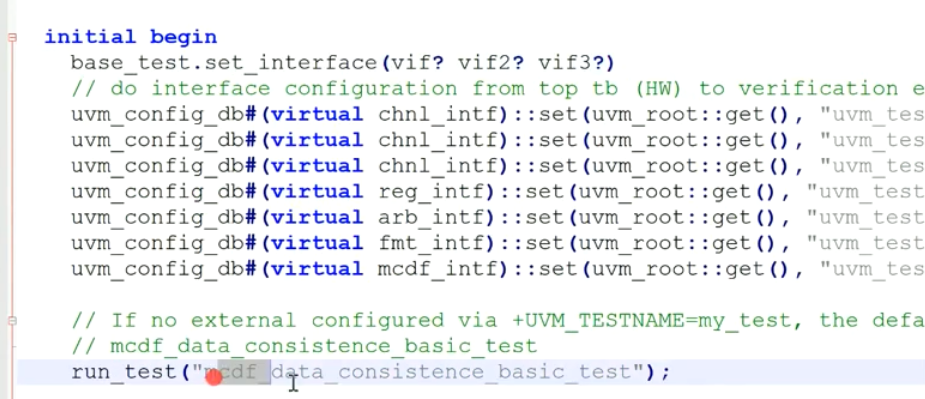 initial begin
base_test.set_interface(vif? vif2? vif3?)
// do interface configuration from top tb (HW) to verification e
uvm_config_db#(virtual chnl_intf)::set(uvm_root::get(), "uvm_tes
uvm_config_db#(virtual chnl_intf)::set(uvm_root::get(), "uvm_tes
uvm_config_db#(virtual chnl_intf)::set(uvm_root::get(), "uvm_tes
uvm_config_db#(virtual reg_intf)::set(uvm_root::get(), "uvm_test
uvm_config_db#(virtual arb_intf)::set(uvm_root::get(), "uvm_test
uvm_config_db#(virtual fmt_intf)::set(uvm_root::get(), "uvm_test
uvm_config_db#(virtual mcdf_intf)::set(uvm_root::get(), "uvm_tes
// If no external configured via +UVM_TESTNAME=my_test, the defa
// mcdf_data_consistence_basic_test
run_test("mcdf_data_consistence_basic_test");